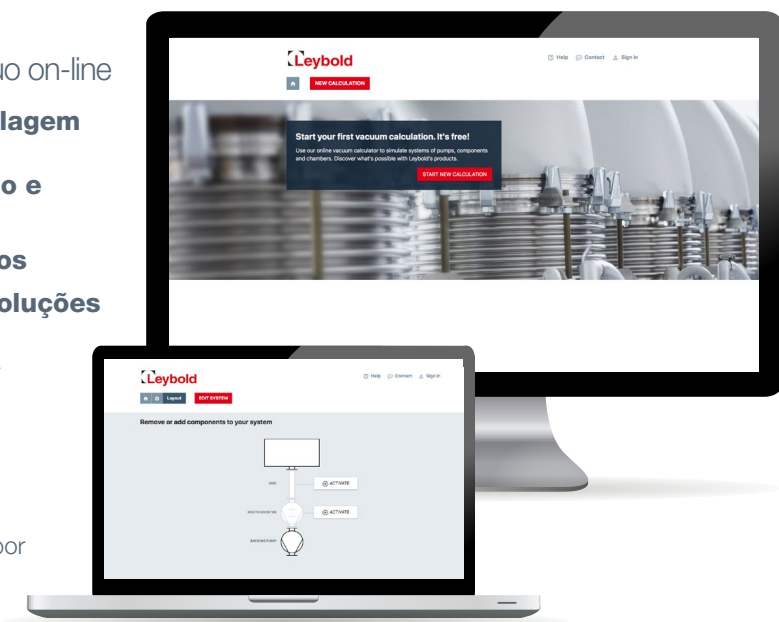 uo on-line
lagem
o e
os
oluções
por
Leybold
Help Contact Sign in
NEW CALCULATION
Start your first vacuum calculation. It's free!
Use our online vacuum calculator to simulate systems of pumps, components
and chambers. Discover what's possible with Leybold's products.
START NEW CALCULATION
Leybold
Help Contact Sign in
Layout EDIT SYSTEM
Remove or add components to your system
ACTIVATE
ACTIVATE
BACKING PUMP